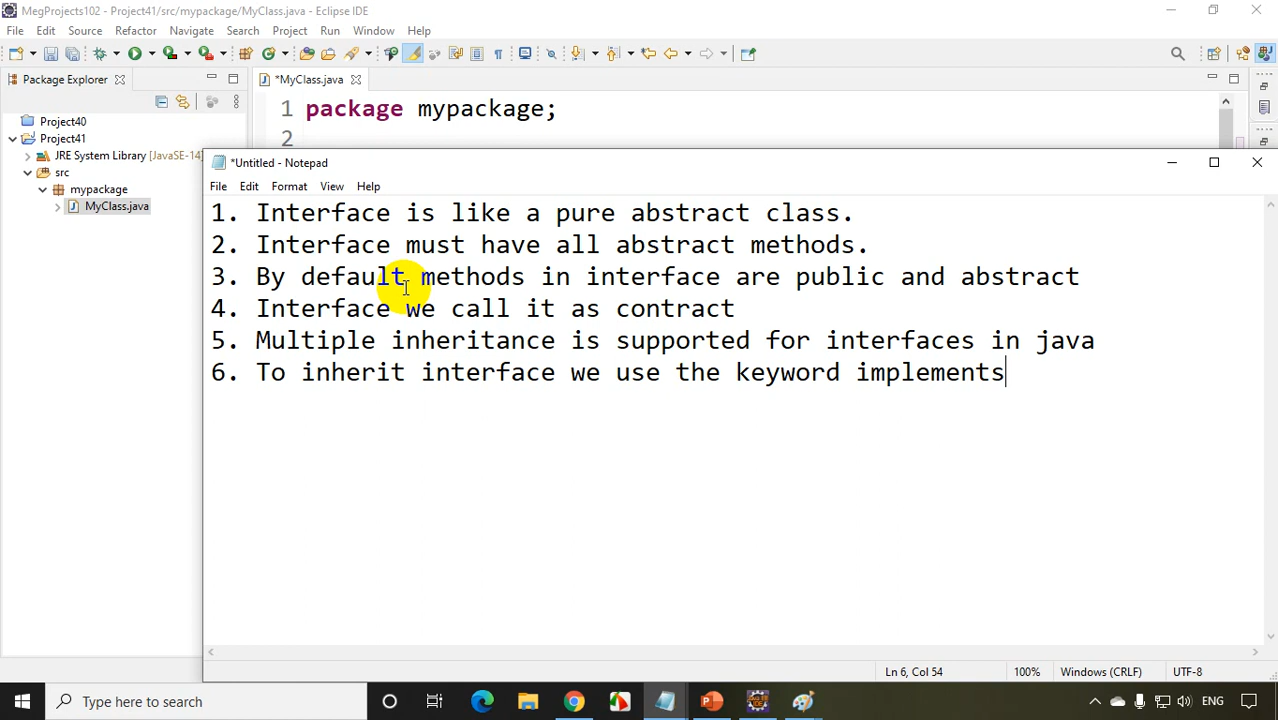 MegProjects102 - Project41/src/mypackage/MyClass.java - Eclipse IDE
File Edit Source Refactor Navigate Search Project Run Window Help
Package Explorer
*MyClass.java
1 package mypackage;
2
Project40
Project41
JRE System Library [JavaSE-14]
src
mypackage
MyClass.java
*Untitled - Notepad
File Edit Format View Help
1. Interface is like a pure abstract class.
2. Interface must have all abstract methods.
3. By default methods in interface are public and abstract
4. Interface we call it as contract
5. Multiple inheritance is supported for interfaces in java
6. To inherit interface we use the keyword implements
Ln 6, Col 54 100% Windows (CRLF) UTF-8
Type here to search
ENG